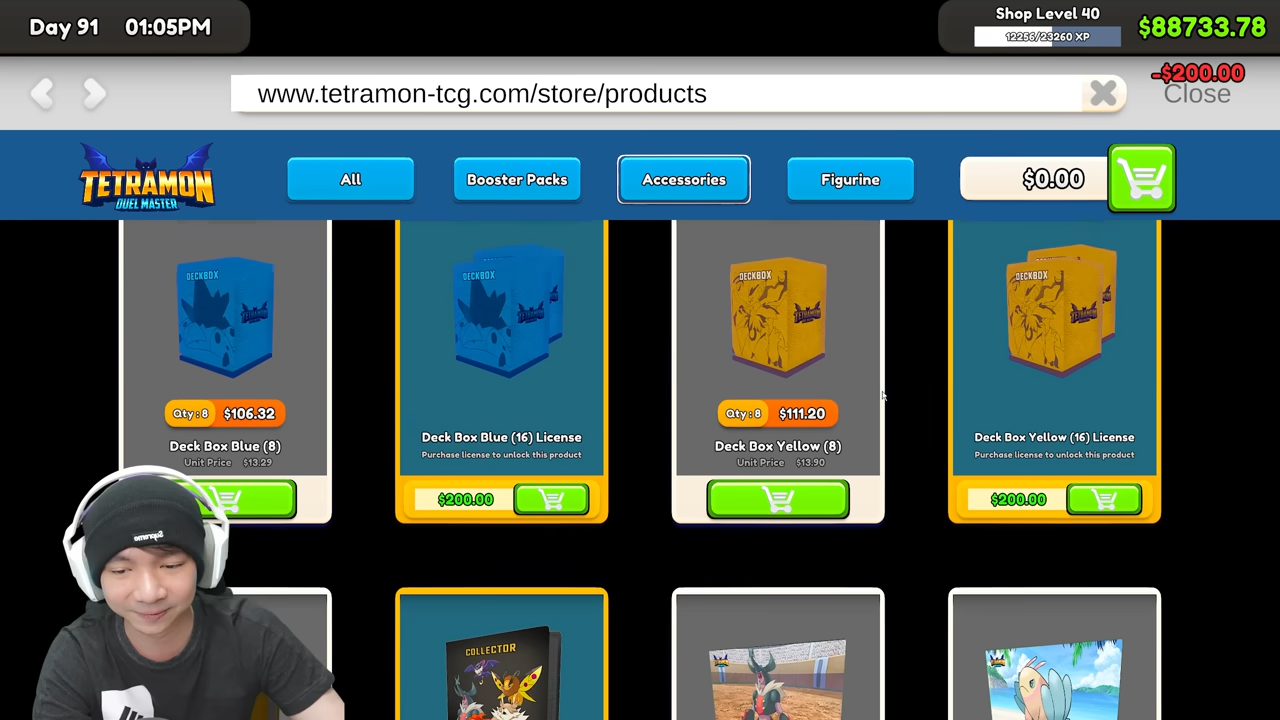 Day 91 01:05PM
Shop Level 40
12256/23260 XP
$88733.78
-$200.00
www.tetramon-tcg.com/store/products
Close
TETRAMON
DUEL MASTER
All
Booster Packs
Accessories
Figurine
$0.00
DECKBOX
DECKBOX
DECKBOX
DECKBOX
Qty : 8 $106.32
Deck Box Blue (8)
Unit Price $13.29
Deck Box Blue (16) License
Purchase license to unlock this product
$200.00
Qty : 8 $111.20
Deck Box Yellow (8)
Unit Price $13.90
Deck Box Yellow (16) License
Purchase license to unlock this product
$200.00
Supreme
COLLECTOR